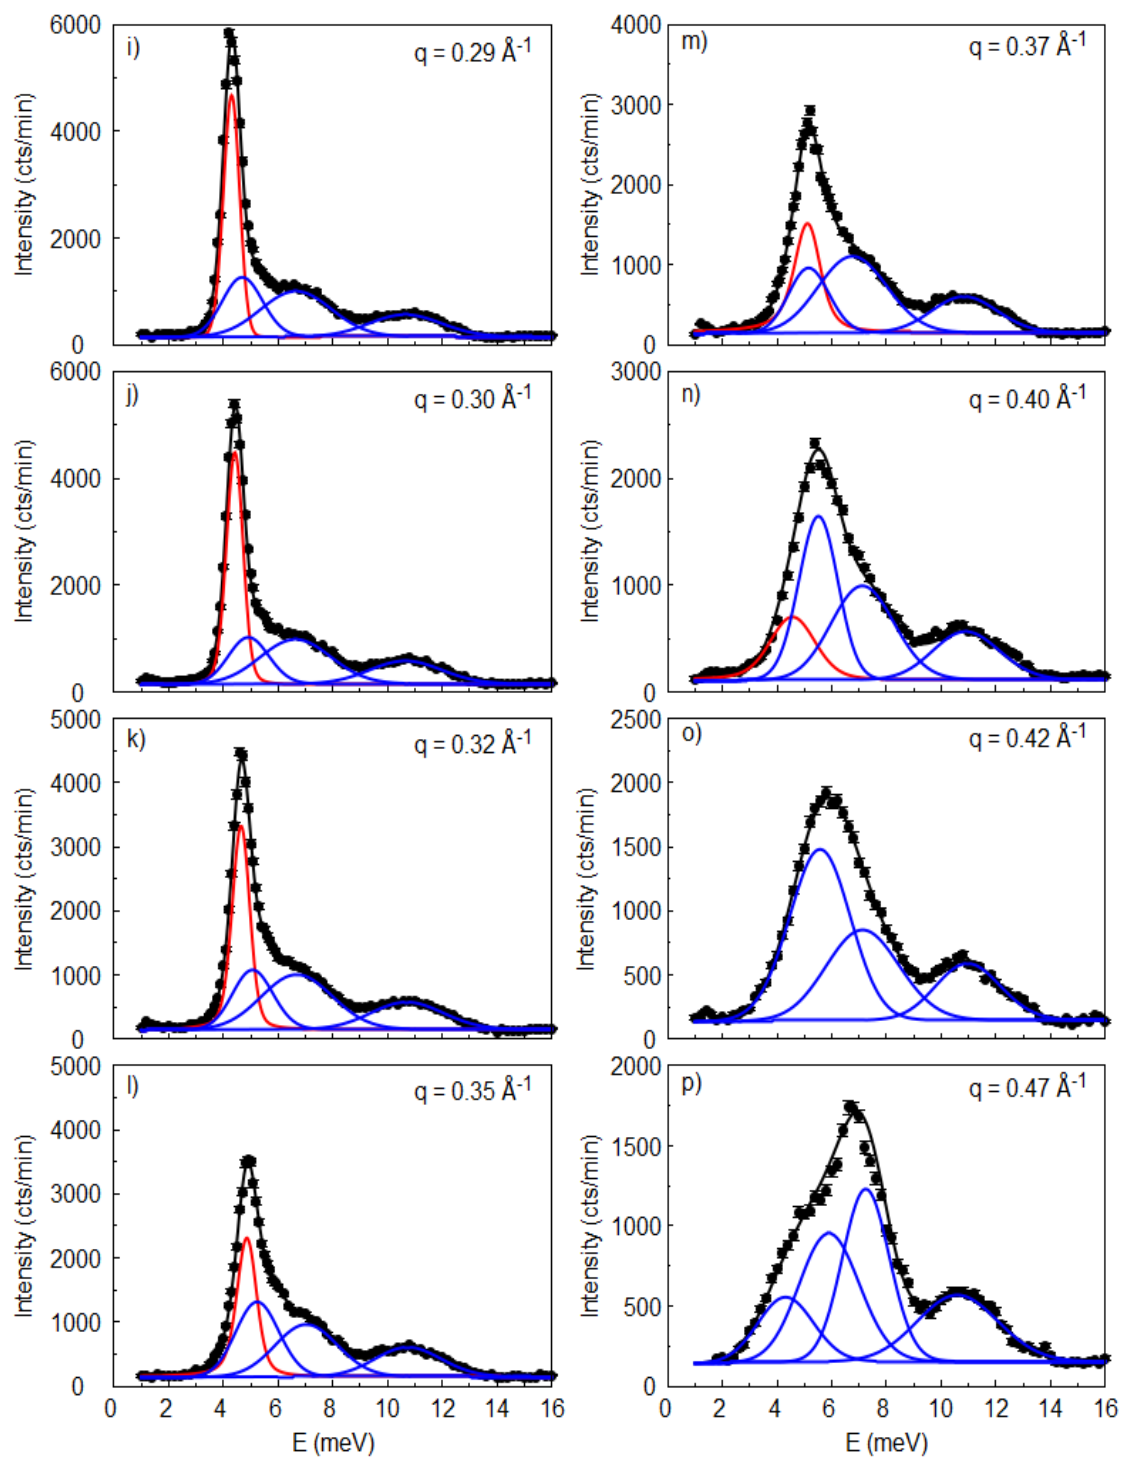 i)
q = 0.29 Å-1
Intensity (cts/min)
6000
4000
2000
0
j)
q = 0.30 Å-1
Intensity (cts/min)
6000
4000
2000
0
k)
q = 0.32 Å-1
Intensity (cts/min)
5000
4000
3000
2000
1000
0
l)
q = 0.35 Å-1
Intensity (cts/min)
5000
4000
3000
2000
1000
0
0 2 4 6 8 10 12 14 16
E (meV)
m)
q = 0.37 Å-1
Intensity (cts/min)
4000
3000
2000
1000
0
n)
q = 0.40 Å-1
Intensity (cts/min)
3000
2000
1000
0
o)
q = 0.42 Å-1
Intensity (cts/min)
2500
2000
1500
1000
500
0
p)
q = 0.47 Å-1
Intensity (cts/min)
2000
1500
1000
500
0
0 2 4 6 8 10 12 14 16
E (meV)